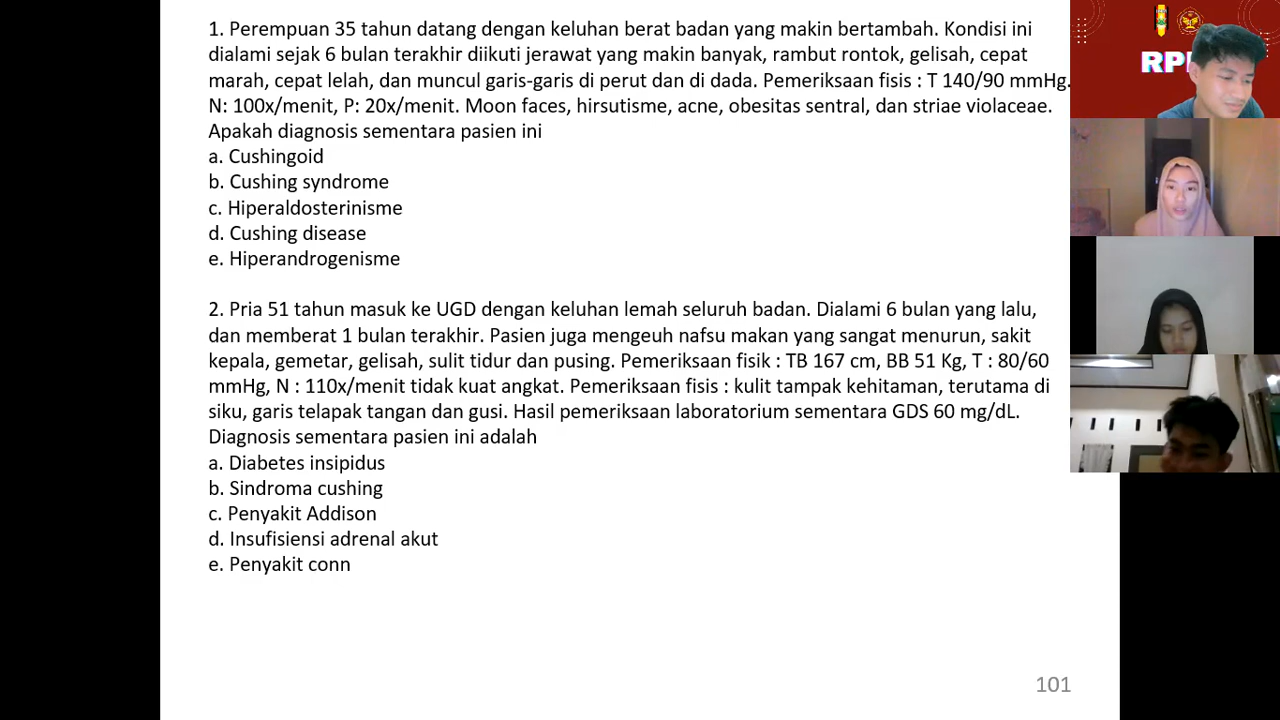 1. Perempuan 35 tahun datang dengan keluhan berat badan yang makin bertambah. Kondisi ini
dialami sejak 6 bulan terakhir diikuti jerawat yang makin banyak, rambut rontok, gelisah, cepat
marah, cepat lelah, dan muncul garis-garis di perut dan di dada. Pemeriksaan fisis : T 140/90 mmHg.
N: 100x/menit, P: 20x/menit. Moon faces, hirsutisme, acne, obesitas sentral, dan striae violaceae.
Apakah diagnosis sementara pasien ini
a. Cushingoid
b. Cushing syndrome
c. Hiperaldosterinisme
d. Cushing disease
e. Hiperandrogenisme
2. Pria 51 tahun masuk ke UGD dengan keluhan lemah seluruh badan. Dialami 6 bulan yang lalu,
dan memberat 1 bulan terakhir. Pasien juga mengeuh nafsu makan yang sangat menurun, sakit
kepala, gemetar, gelisah, sulit tidur dan pusing. Pemeriksaan fisik : TB 167 cm, BB 51 Kg, T : 80/60
mmHg, N : 110x/menit tidak kuat angkat. Pemeriksaan fisis : kulit tampak kehitaman, terutama di
siku, garis telapak tangan dan gusi. Hasil pemeriksaan laboratorium sementara GDS 60 mg/dL.
Diagnosis sementara pasien ini adalah
a. Diabetes insipidus
b. Sindroma cushing
c. Penyakit Addison
d. Insufisiensi adrenal akut
e. Penyakit conn
101